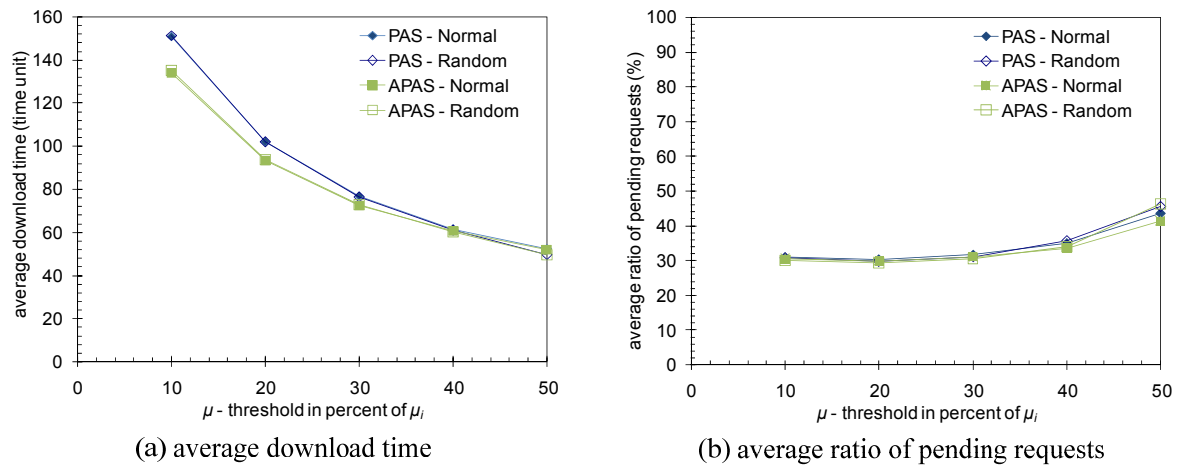 160
140
120
100
80
60
40
20
0
average download time (time unit)
PAS - Normal
PAS - Random
APAS - Normal
APAS - Random
0 10 20 30 40 50
μ - threshold in percent of μi
(a) average download time
100
90
80
70
60
50
40
30
20
10
0
average ratio of pending requests (%)
PAS - Normal
PAS - Random
APAS - Normal
APAS - Random
0 10 20 30 40 50
μ - threshold in percent of μi
(b) average ratio of pending requests